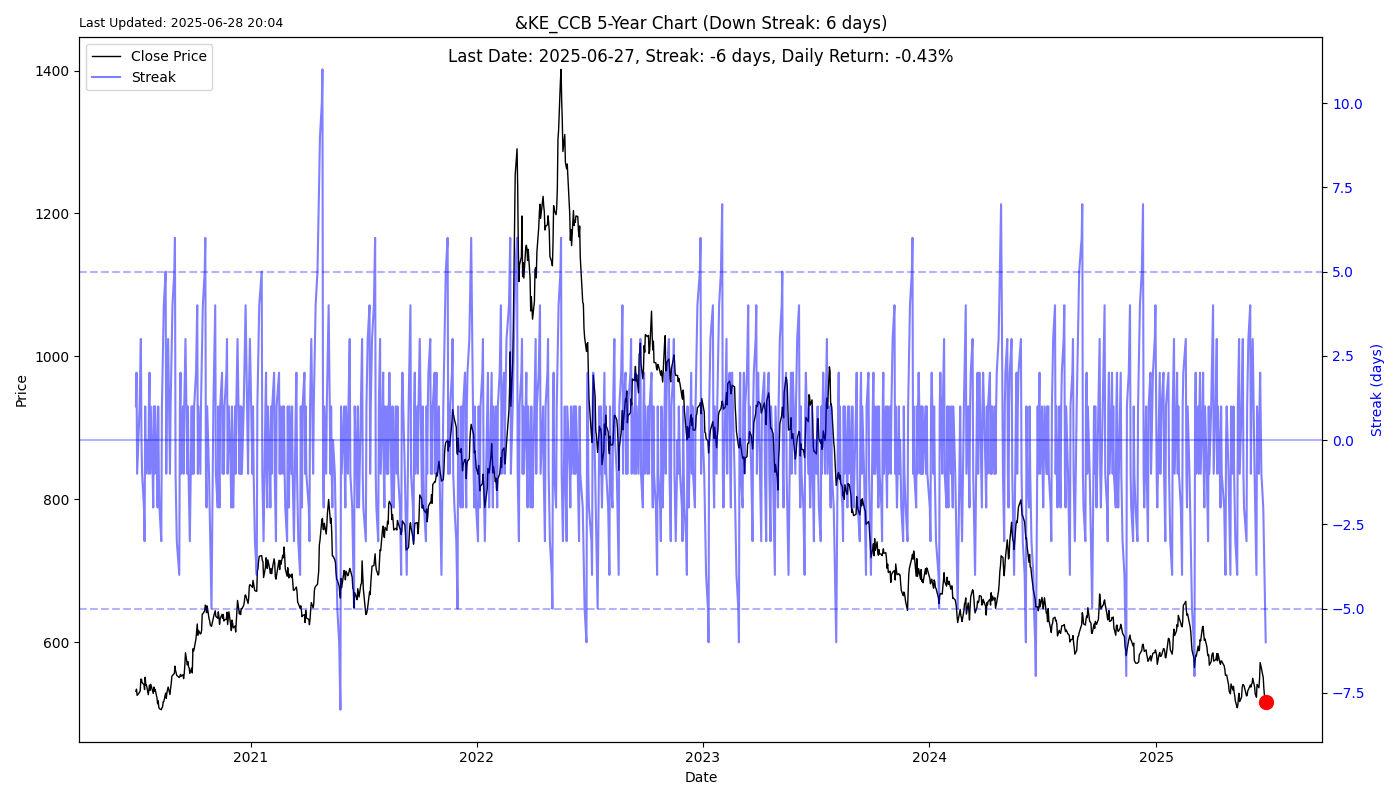 Last Updated: 2025-06-28 20:04
&KE_CCB 5-Year Chart (Down Streak: 6 days)
Last Date: 2025-06-27, Streak: -6 days, Daily Return: -0.43%
Close Price
Streak
Price
1400
1200
1000
800
600
10.0
7.5
5.0
2.5
0.0
−2.5
−5.0
−7.5
Streak (days)
2021
2022
2023
2024
2025
Date